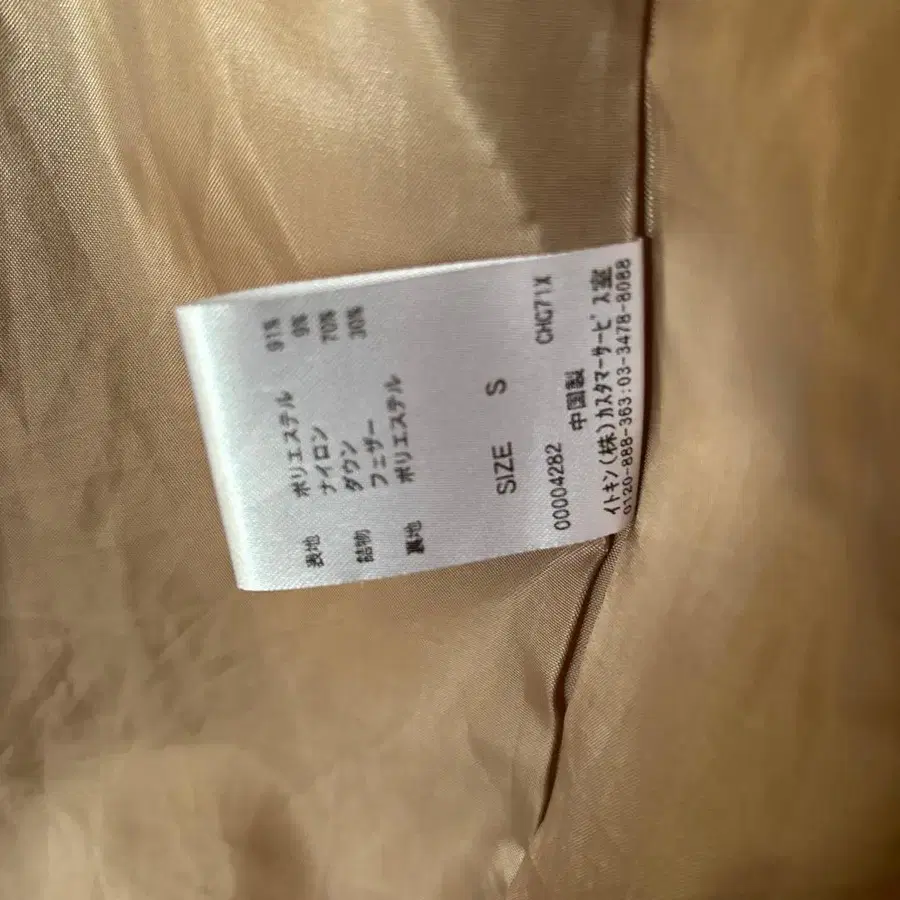 表地 ポリエステル 91%
ナイロン 9%
詰物 ダウン 70%
フェザー 30%
裏地 ポリエステル
SIZE S
00004282 中国製 CHG71X
イトキン(株)カスタマーサービス室
0120-888-363:03-3478-8088